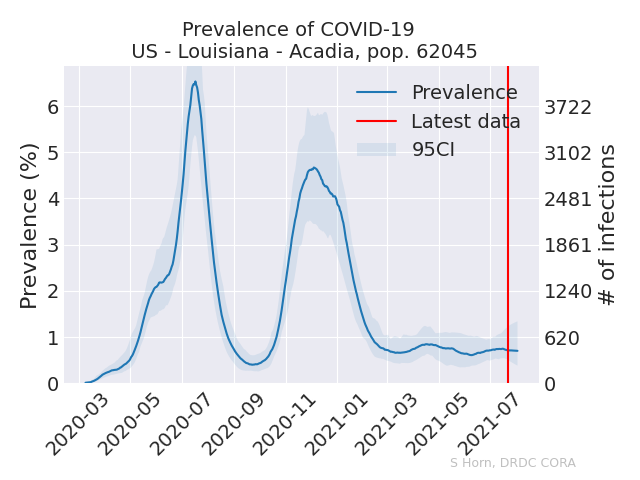 Prevalence of COVID-19
US - Louisiana - Acadia, pop. 62045
Prevalence
Latest data
95CI
Prevalence (%)
6
5
4
3
2
1
0
3722
3102
2481
1861
1240
620
0
# of infections
2020-03
2020-05
2020-07
2020-09
2020-11
2021-01
2021-03
2021-05
2021-07
S Horn, DRDC CORA